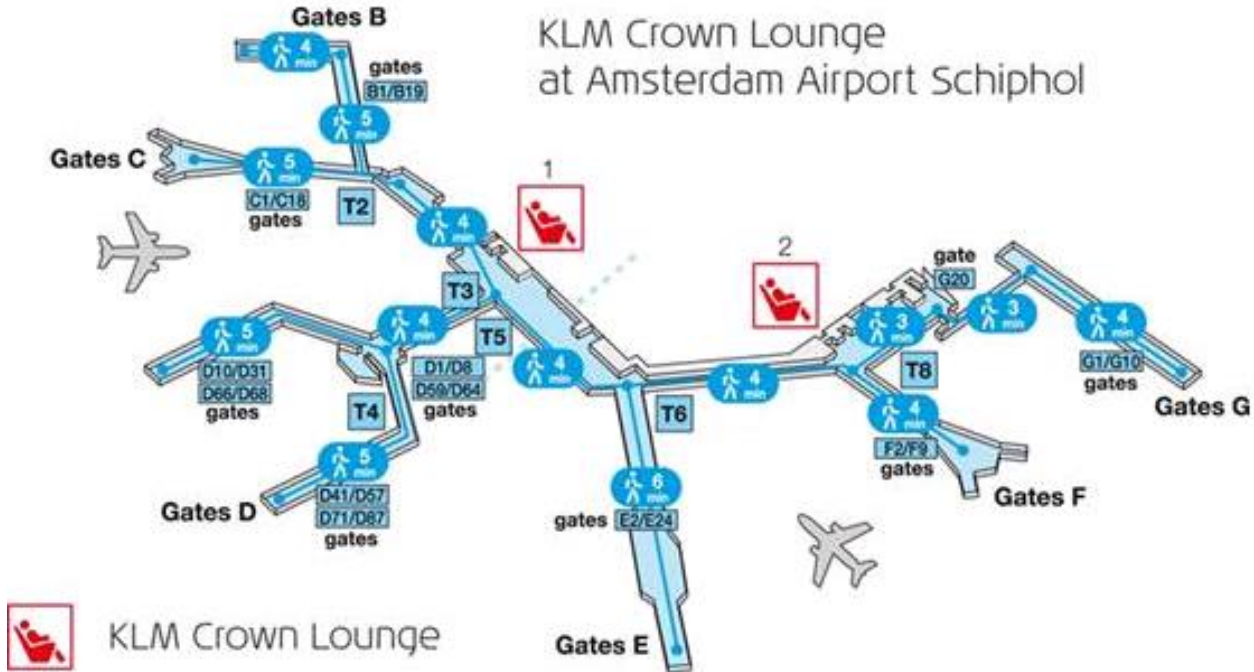 Gates B
KLM Crown Lounge
at Amsterdam Airport Schiphol
4
min
gates
B1/B19
5
min
Gates C
5
min
C1/C18
gates
T2
1
4
min
2
gate
G20
T3
4
min
T5
3
min
3
min
4
min
G1/G10
gates
5
min
D10/D31
D66/D68
gates
D1/D8
D59/D64
gates
4
min
4
min
T8
Gates G
T4
T6
4
min
F2/F9
gates
5
min
D41/D57
D71/D87
gates
Gates D
6
min
gates E2/E24
Gates F
KLM Crown Lounge
Gates E